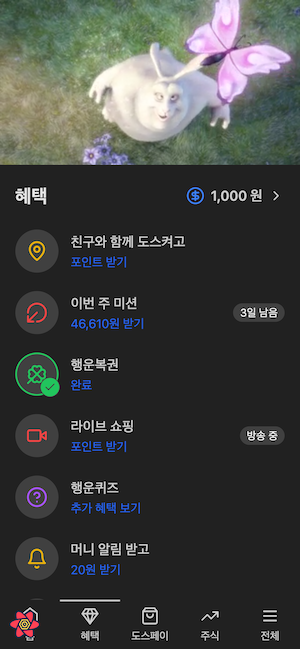 혜택
1,000 원
친구와 함께 도스켜고
포인트 받기
이번 주 미션
46,610원 받기
3일 남음
행운복권
완료
라이브 쇼핑
포인트 받기
방송 중
행운퀴즈
추가 혜택 보기
머니 알림 받고
20원 받기
혜택
도스페이
주식
전체